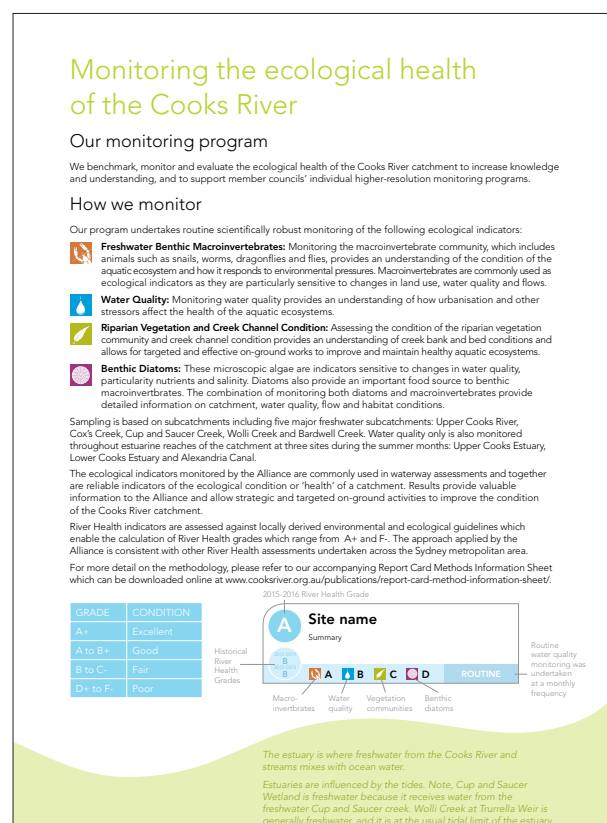 Monitoring the ecological health
of the Cooks River
Our monitoring program
We benchmark, monitor and evaluate the ecological health of the Cooks River catchment to increase knowledge
and understanding, and to support member councils' individual higher-resolution monitoring programs.
How we monitor
Our program undertakes routine scientifically robust monitoring of the following ecological indicators:
Freshwater Benthic Macroinvertebrates: Monitoring the macroinvertebrate community, which includes
animals such as snails, worms, dragonflies and flies, provides an understanding of the condition of the
aquatic ecosystem and how it responds to environmental pressures. Macroinvertebrates are commonly used as
ecological indicators as they are particularly sensitive to changes in land use, water quality and flows.
Water Quality: Monitoring water quality provides an understanding of how urbanisation and other
stressors affect the health of the aquatic ecosystems.
Riparian Vegetation and Creek Channel Condition: Assessing the condition of the riparian vegetation
community and creek channel condition provides an understanding of creek bank and bed conditions and
allows for targeted and effective on-ground works to improve and maintain healthy aquatic ecosystems.
Benthic Diatoms: These microscopic algae are indicators sensitive to changes in water quality,
particularity nutrients and salinity. Diatoms also provide an important food source to benthic
macroinvertebrates. The combination of monitoring both diatoms and macroinvertebrates provide
detailed information on catchment, water quality, flow and habitat conditions.
Sampling is based on subcatchments including five major freshwater subcatchments: Upper Cooks River,
Cox's Creek, Cup and Saucer Creek, Wolli Creek and Bardwell Creek. Water quality only is also monitored
throughout estuarine reaches of the catchment at three sites during the summer months: Upper Cooks Estuary,
Lower Cooks Estuary and Alexandria Canal.
The ecological indicators monitored by the Alliance are commonly used in waterway assessments and together
are reliable indicators of the ecological condition or 'health' of a catchment. Results provide valuable
information to the Alliance and allow strategic and targeted on-ground activities to improve the condition
of the Cooks River catchment.
River Health indicators are assessed against locally derived environmental and ecological guidelines which
enable the calculation of River Health grades which range from  A+ and F-. The approach applied by the
Alliance is consistent with other River Health assessments undertaken across the Sydney metropolitan area.
For more detail on the methodology, please refer to our accompanying Report Card Methods Information Sheet
which can be downloaded online at www.cooksriver.org.au/publications/report-card-method-information-sheet/.
GRADE CONDITION
A+ Excellent
A to B+ Good
B to C- Fair
D+ to F- Poor
2015-2016 River Health Grade
A
Site name
Summary
Historical
River
Health
Grades
B
B
A B C D ROUTINE
Macro-
invertbrates
Water
quality
Vegetation
communities
Benthic
diatoms
Routine
water quality
monitoring was
undertaken
at a monthly
frequency
The estuary is where freshwater from the Cooks River and
streams mixes with ocean water.
Estuaries are influenced by the tides. Note, Cup and Saucer
Wetland is freshwater because it receives water from the
freshwater Cup and Saucer creek. Wolli Creek at Trurrella Weir is
generally freshwater, and it is at the usual tidal limit of the estuary